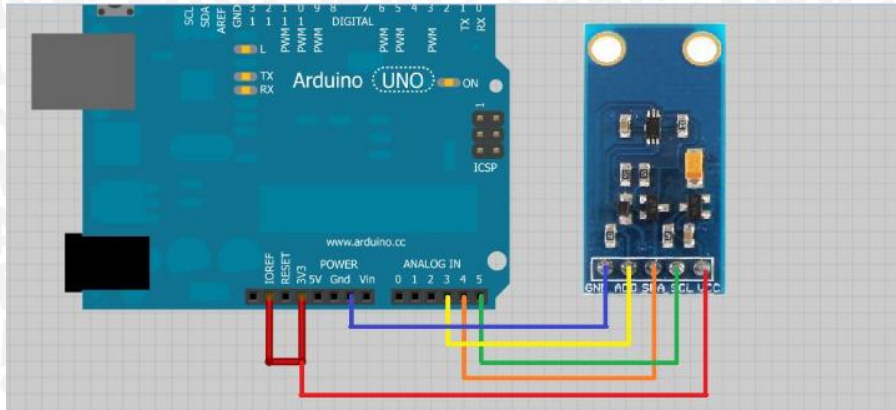 SCL
SDA
AREF
GND
DIGITAL
PWM
PWM
PWM
PWM
PWM
PWM
TX
RX
L
TX
RX
Arduino UNO
ON
1
ICSP
www.arduino.cc
POWER
ANALOG IN
IOREF
RESET
3V3
5V Gnd Vin
0 1 2 3 4 5
GND ADD SDA SCL VCC